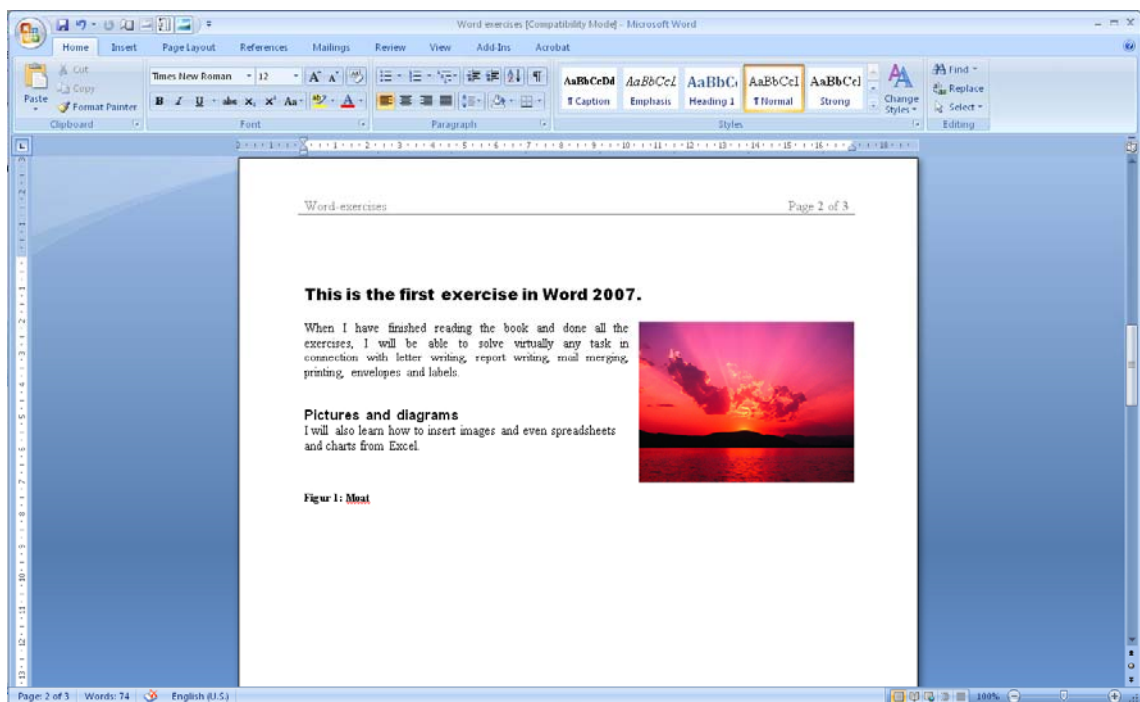 Word exercises [Compatibility Mode] - Microsoft Word
Home Insert Page Layout References Mailings Review View Add-Ins Acrobat
Paste
Cut
Copy
Format Painter
Clipboard
Times New Roman 12
B I U abc X₂ X² Aa
Font
Paragraph
AaBbCcDd AaBbCcL AaBbC AaBbCcI AaBbCcl
¶ Caption Emphasis Heading 1 ¶ Normal Strong
Change Styles
Styles
Find
Replace
Select
Editing
Word-exercises Page 2 of 3
This is the first exercise in Word 2007.
When I have finished reading the book and done all the
exercises, I will be able to solve virtually any task in
connection with letter writing, report writing, mail merging,
printing, envelopes and labels.
Pictures and diagrams
I will also learn how to insert images and even spreadsheets
and charts from Excel.
Figur 1: Moat
Page: 2 of 3 Words: 74 English (U.S.) 100%